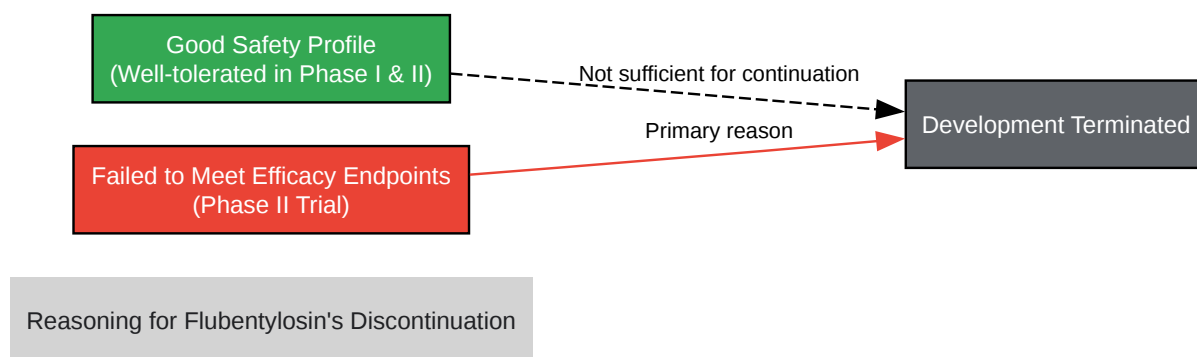 Good Safety Profile
(Well-tolerated in Phase I & II)
Not sufficient for continuation
Development Terminated
Primary reason
Failed to Meet Efficacy Endpoints
(Phase II Trial)
Reasoning for Flubentylosin's Discontinuation